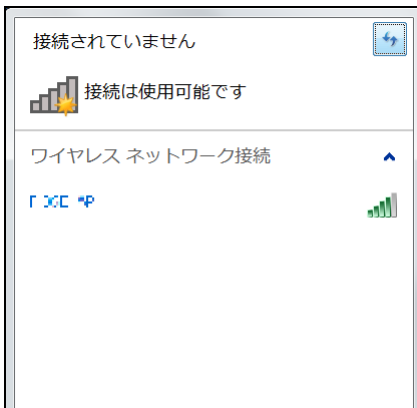 接続されていません
接続は使用可能です
ワイヤレス ネットワーク接続